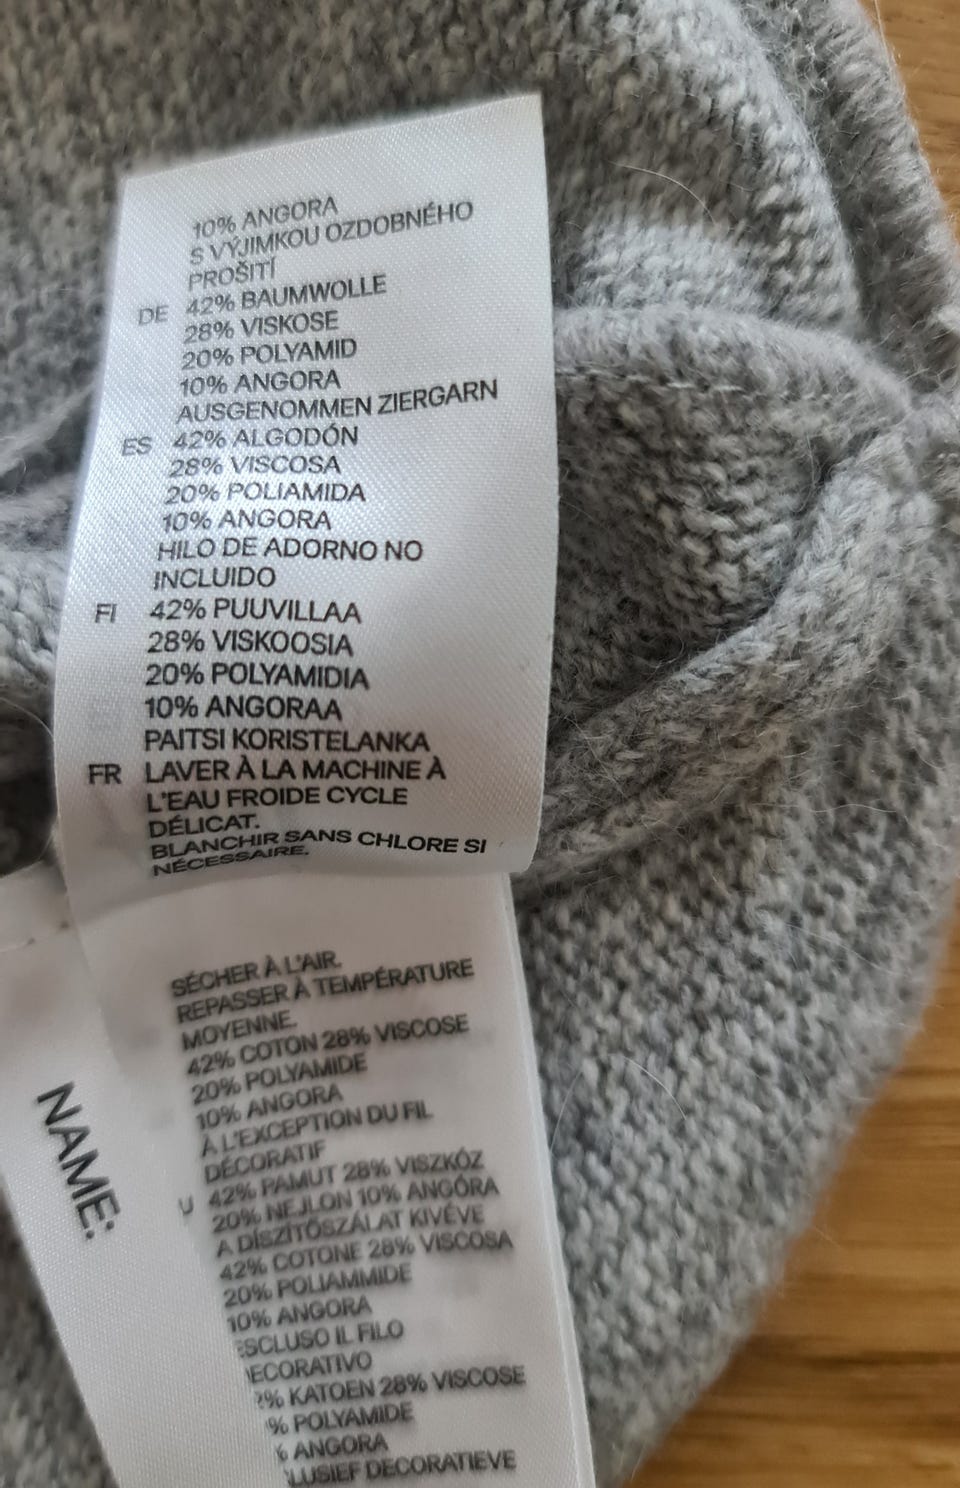 10% ANGORA
S VÝJIMKOU OZDOBNÉHO
PROŠITÍ
DE 42% BAUMWOLLE
28% VISKOSE
20% POLYAMID
10% ANGORA
AUSGENOMMEN ZIERGARN
ES 42% ALGODÓN
28% VISCOSA
20% POLIAMIDA
10% ANGORA
HILO DE ADORNO NO
INCLUIDO
FI 42% PUUVILLAA
28% VISKOOSIA
20% POLYAMIDIA
10% ANGORAA
PAITSI KORISTELANKA
FR LAVER À LA MACHINE À
L'EAU FROIDE CYCLE
DÉLICAT.
BLANCHIR SANS CHLORE SI
NÉCESSAIRE.
SÉCHER À L'AIR.
REPASSER À TEMPÉRATURE
MOYENNE.
42% COTON 28% VISCOSE
20% POLYAMIDE
10% ANGORA
À L'EXCEPTION DU FIL
DÉCORATIF
U 42% PAMUT 28% VISZKÓZ
20% NEJLON 10% ANGÓRA
A DÍSZÍTŐSZÁLAT KIVÉVE
42% COTONE 28% VISCOSA
20% POLIAMMIDE
10% ANGORA
ESCLUSO IL FILO
ECORATIVO
2% KATOEN 28% VISCOSE
% POLYAMIDE
% ANGORA
LUSIEF DECORATIEVE
NAME: